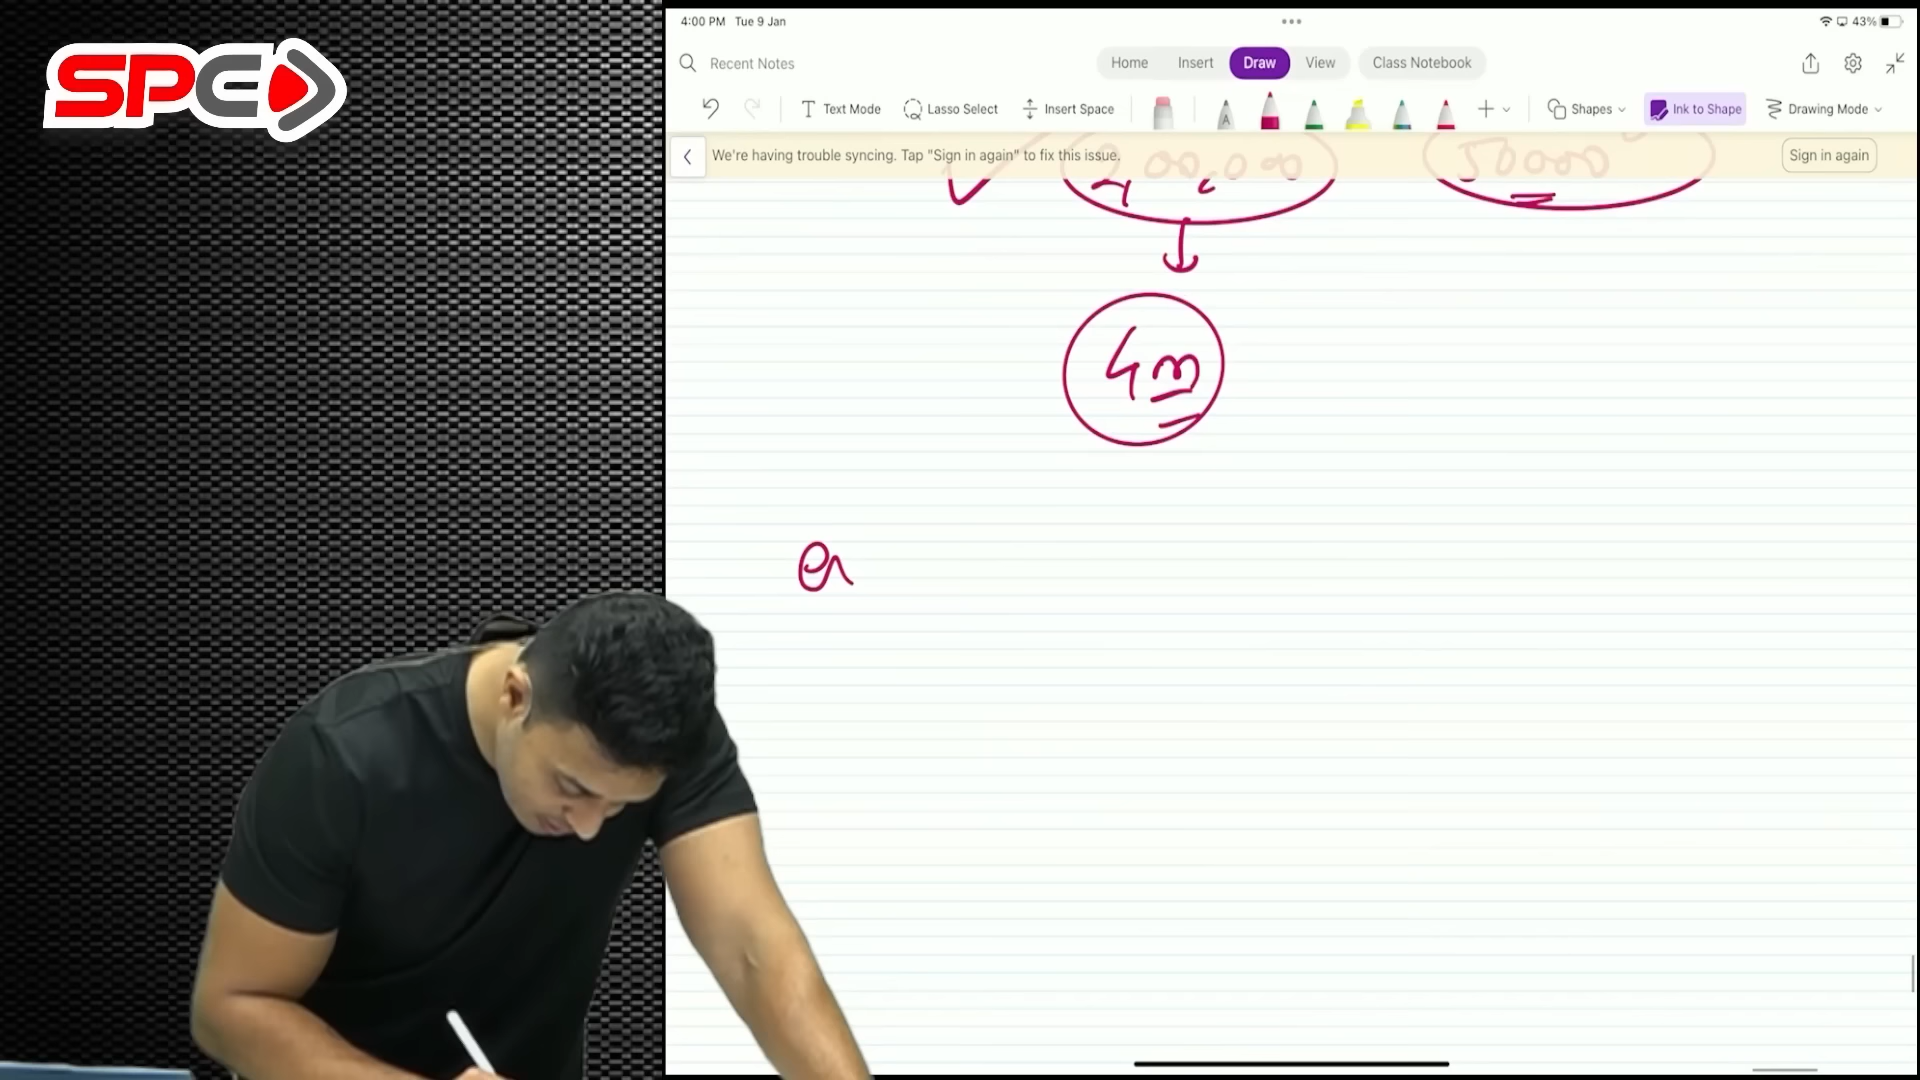 SPE
4:00 PM Tue 9 Jan
43%
Recent Notes
Home Insert Draw View Class Notebook
Text Mode Lasso Select Insert Space A Shapes Ink to Shape Drawing Mode
We're having trouble syncing. Tap "Sign in again" to fix this issue. Sign in again
50000
4m